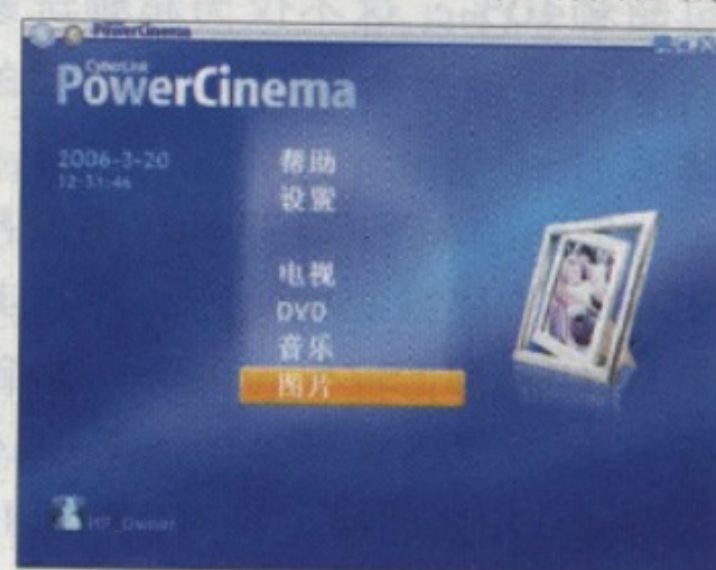 PowerCinema
CyberLink
PowerCinema
2006-3-20
12:31:46
帮助
设置
电视
DVD
音乐
图片
HP_Owner